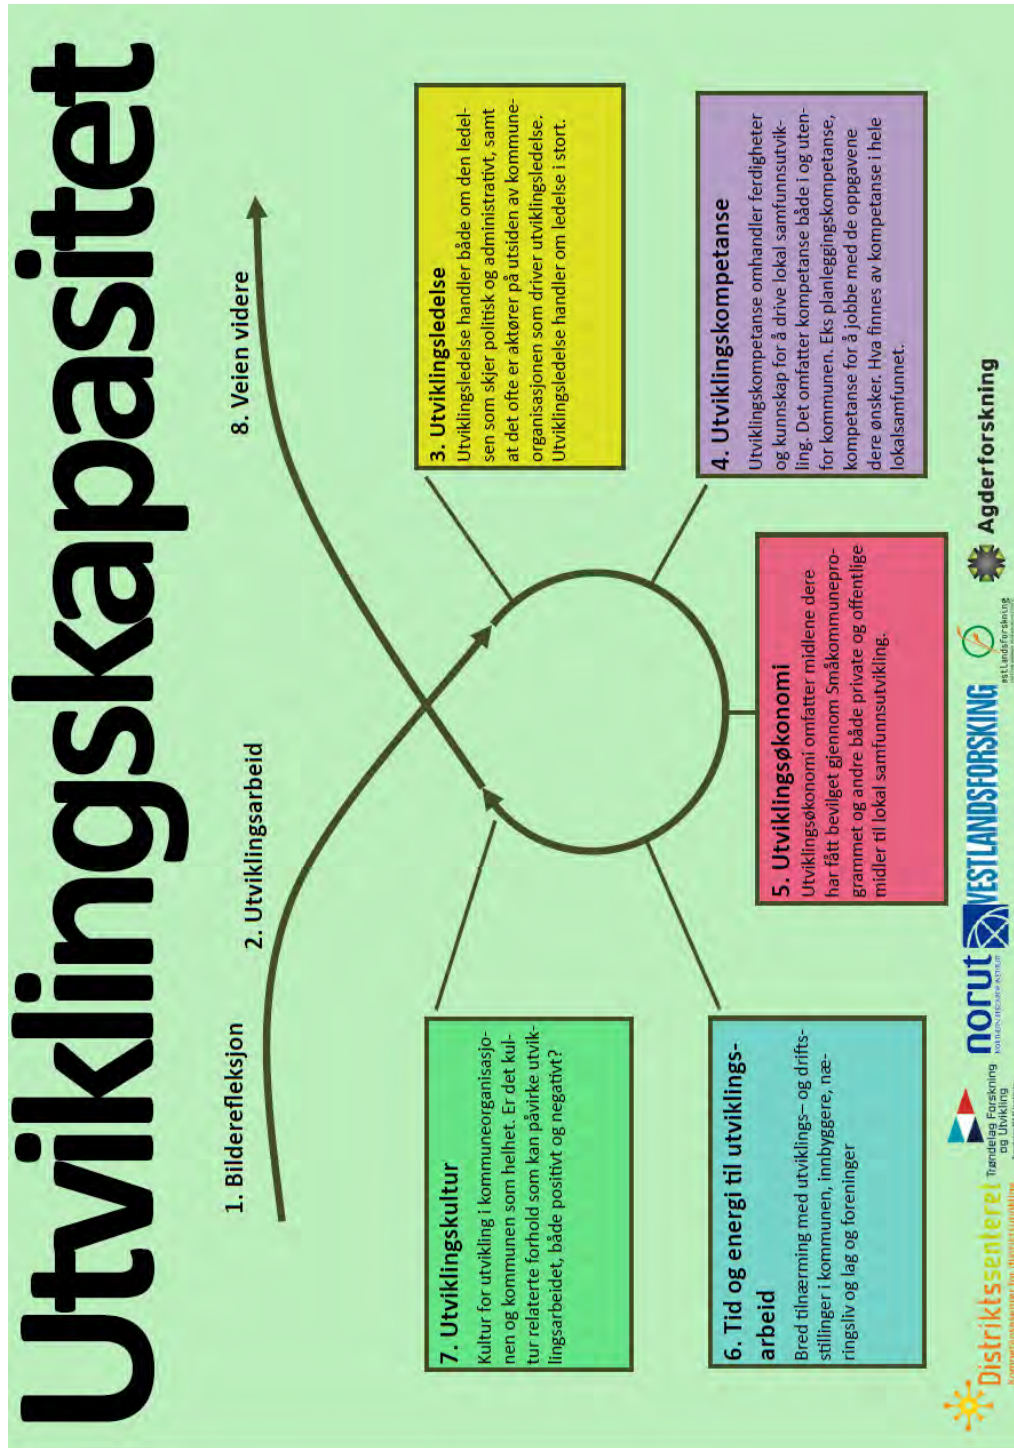 Utviklingskapasitet
1. Bilderefleksjon
2. Utviklingsarbeid
8. Veien videre
3. Utviklingsledelse
Utviklingsledelse handler både om den ledel-
sen som skjer politisk og administrativt, samt
at det ofte er aktører på utsiden av kommune-
organisasjonen som driver utviklingsledelse.
Utviklingsledelse handler om ledelse i stort.
4. Utviklingskompetanse
Utviklingskompetanse omhandler ferdigheter
og kunnskap for å drive lokal samfunnsutvik-
ling. Det omfatter kompetanse både i og uten-
for kommunen. Eks planleggingskompetanse,
kompetanse for å jobbe med de oppgavene
dere ønsker. Hva finnes av kompetanse i hele
lokalsamfunnet.
5. Utviklingsøkonomi
Utviklingsøkonomi omfatter midlene dere
har fått bevilget gjennom Småkommunepro-
grammet og andre både private og offentlige
midler til lokal samfunnsutvikling.
6. Tid og energi til utviklings-
arbeid
Bred tilnærming med utviklings– og drifts-
stillinger i kommunen, innbyggere, næ-
ringsliv og lag og foreninger
7. Utviklingskultur
Kultur for utvikling i kommuneorganisasjo-
nen og kommunen som helhet. Er det kul-
tur relaterte forhold som kan påvirke utvik-
lingsarbeidet, både positivt og negativt?
Distriktssenteret
Trøndelag Forskning
og Utvikling
norut
VESTLANDSFORSKING
Agderforskning